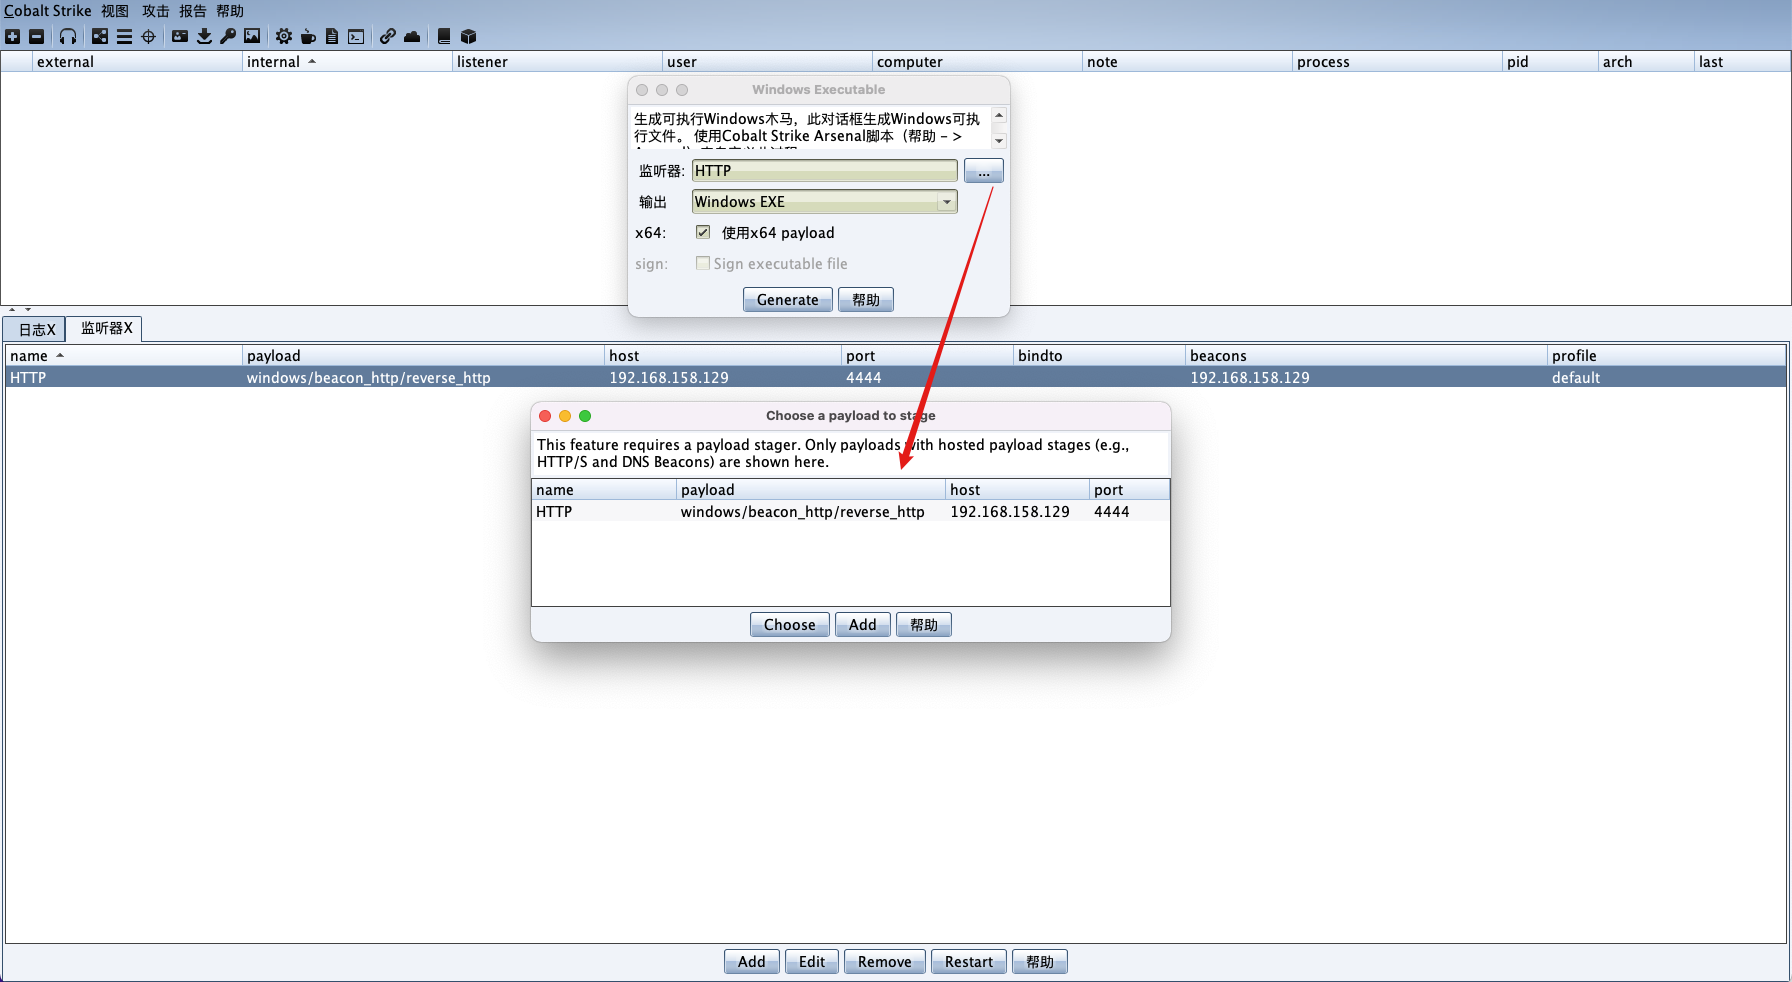 Cobalt Strike 视图 攻击 报告 帮助
external internal listener user computer note process pid arch last
Windows Executable
生成可执行Windows木马，此对话框生成Windows可执
行文件。 使用Cobalt Strike Arsenal脚本（帮助 - >
监听器: HTTP ...
输出 Windows EXE
x64: 使用x64 payload
sign: Sign executable file
Generate 帮助
日志X 监听器X
name payload host port bindto beacons profile
HTTP windows/beacon_http/reverse_http 192.168.158.129 4444 192.168.158.129 default
Choose a payload to stage
This feature requires a payload stager. Only payloads with hosted payload stages (e.g.,
HTTP/S and DNS Beacons) are shown here.
name payload host port
HTTP windows/beacon_http/reverse_http 192.168.158.129 4444
Choose Add 帮助
Add Edit Remove Restart 帮助